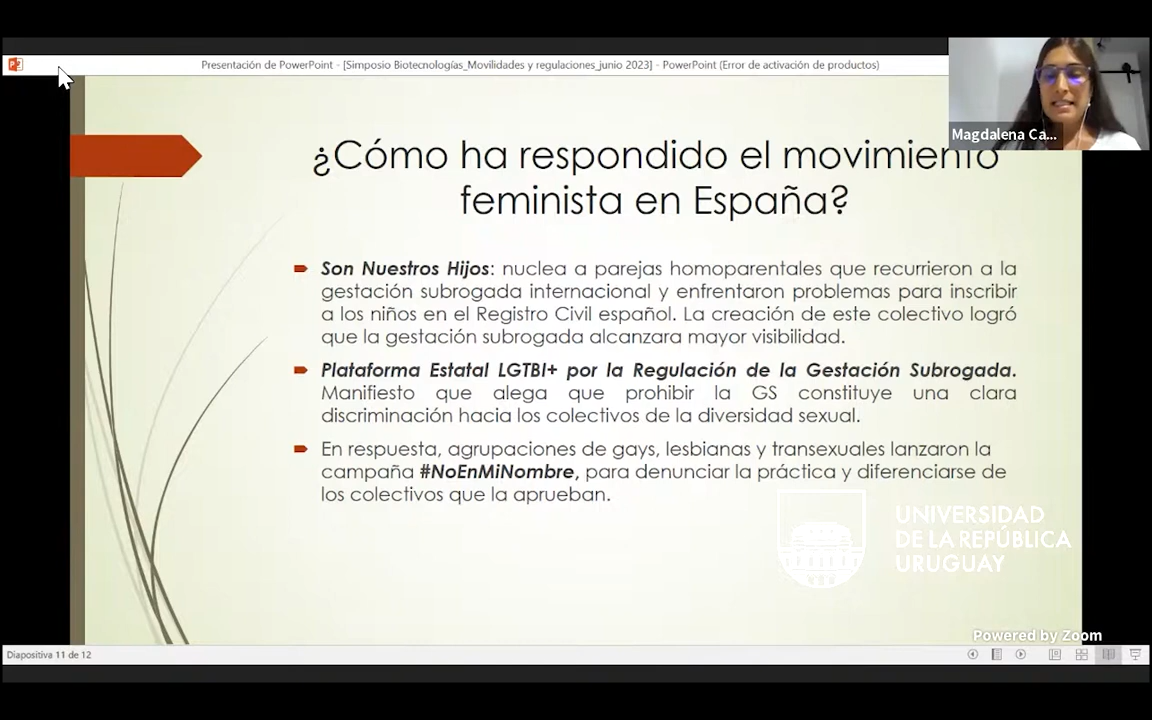 Presentación de PowerPoint - [Simposio Biotecnologías_Movilidades y regulaciones_junio 2023] - PowerPoint (Error de activación de productos)
Magdalena Ca...
¿Cómo ha respondido el movimiento
feminista en España?
Son Nuestros Hijos: nuclea a parejas homoparentales que recurrieron a la
gestación subrogada internacional y enfrentaron problemas para inscribir
a los niños en el Registro Civil español. La creación de este colectivo logró
que la gestación subrogada alcanzara mayor visibilidad.
Plataforma Estatal LGTBI+ por la Regulación de la Gestación Subrogada.
Manifiesto que alega que prohibir la GS constituye una clara
discriminación hacia los colectivos de la diversidad sexual.
En respuesta, agrupaciones de gays, lesbianas y transexuales lanzaron la
campaña #NoEnMiNombre, para denunciar la práctica y diferenciarse de
los colectivos que la aprueban.
UNIVERSIDAD
DE LA REPÚBLICA
URUGUAY
Powered by Zoom
Diapositiva 11 de 12